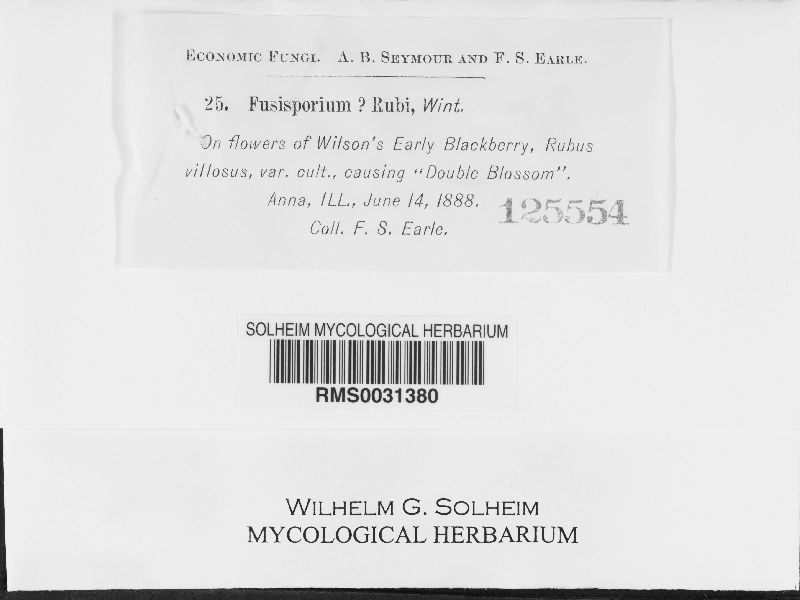 ECONOMIC FUNGI. A. B. SEYMOUR AND F. S. EARLE.
25. Fusisporium ? Rubi, Wint.
On flowers of Wilson's Early Blackberry, Rubus
villosus, var. cult., causing "Double Blossom".
Anna, ILL., June 14, 1888.
125554
Coll. F. S. Earle.
SOLHEIM MYCOLOGICAL HERBARIUM
RMS0031380
WILHELM G. SOLHEIM
MYCOLOGICAL HERBARIUM